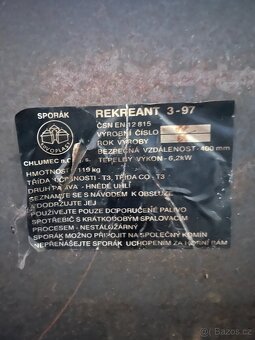 SPORÁK REKREANT 3-97
ČSN EN 12 815
VÝROBNÍ ČÍSLO
ROK VÝROBY
BEZPEČNÁ VZDÁLENOST - 400 mm
CHLUMEC n. TEPELNÝ VÝKON - 6,2kW
HMOTNOST 119 kg
TŘÍDA ÚČINNOSTI - T3, TŘÍDA CO - T3
DRUH PALIVA - HNĚDÉ UHLÍ
SEZNAMTE SE S NÁVODEM K OBSLUZE
A DODRŽUJTE JEJ
POUŽÍVEJTE POUZE DOPORUČENÉ PALIVO
SPOTŘEBIČ S KRÁTKODOBÝM SPALOVACÍM
PROCESEM - NESTÁLOŽÁRNÝ
SPORÁK MOŽNO PŘIPOJIT NA SPOLEČNÝ KOMÍN
NEPŘENÁŠEJTE SPORÁK UCHOPENÍM ZA HORNÍ RÁM
bazoš.cz